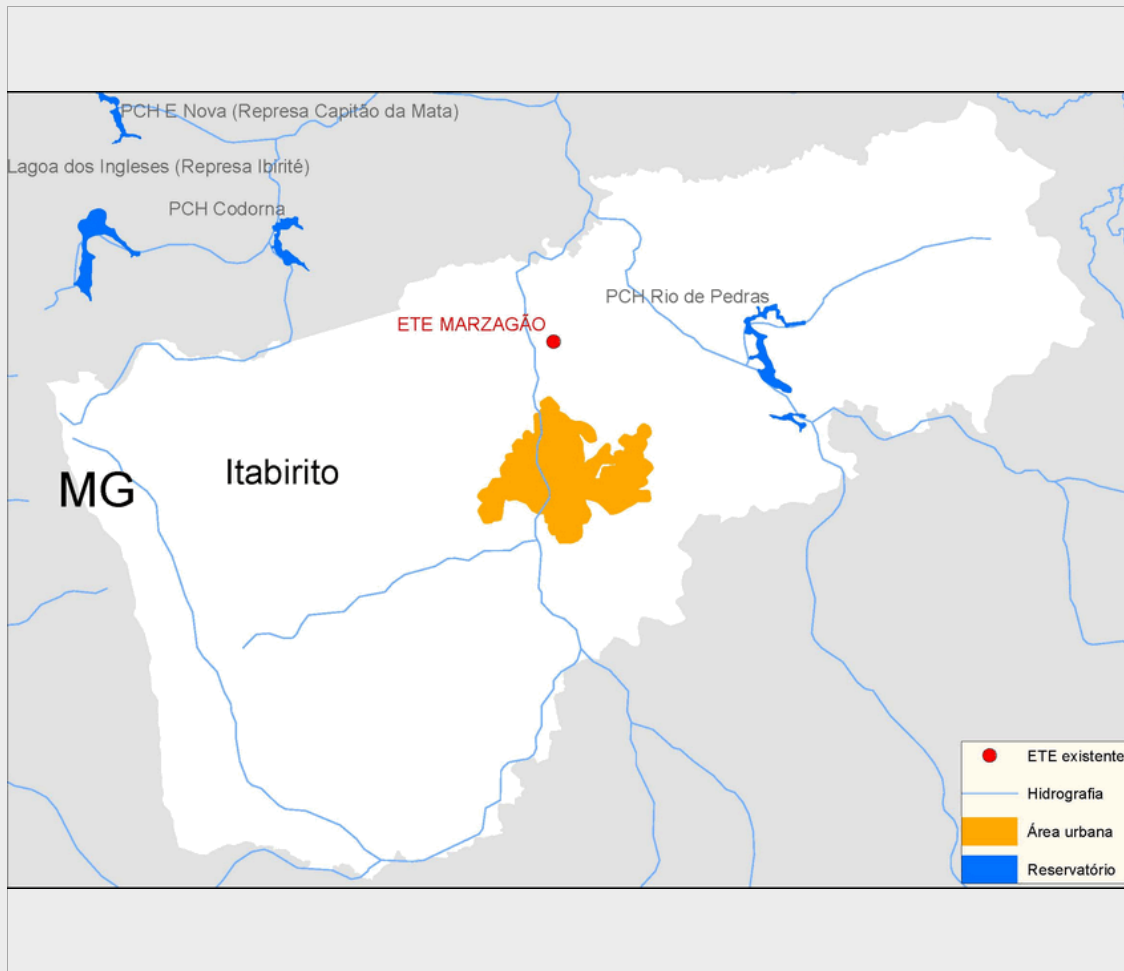 PCH E Nova (Represa Capitão da Mata)
Lagoa dos Ingleses (Represa Ibirité)
PCH Codorna
PCH Rio de Pedras
ETE MARZAGÃO
Itabirito
MG
ETE existente
Hidrografia
Área urbana
Reservatório